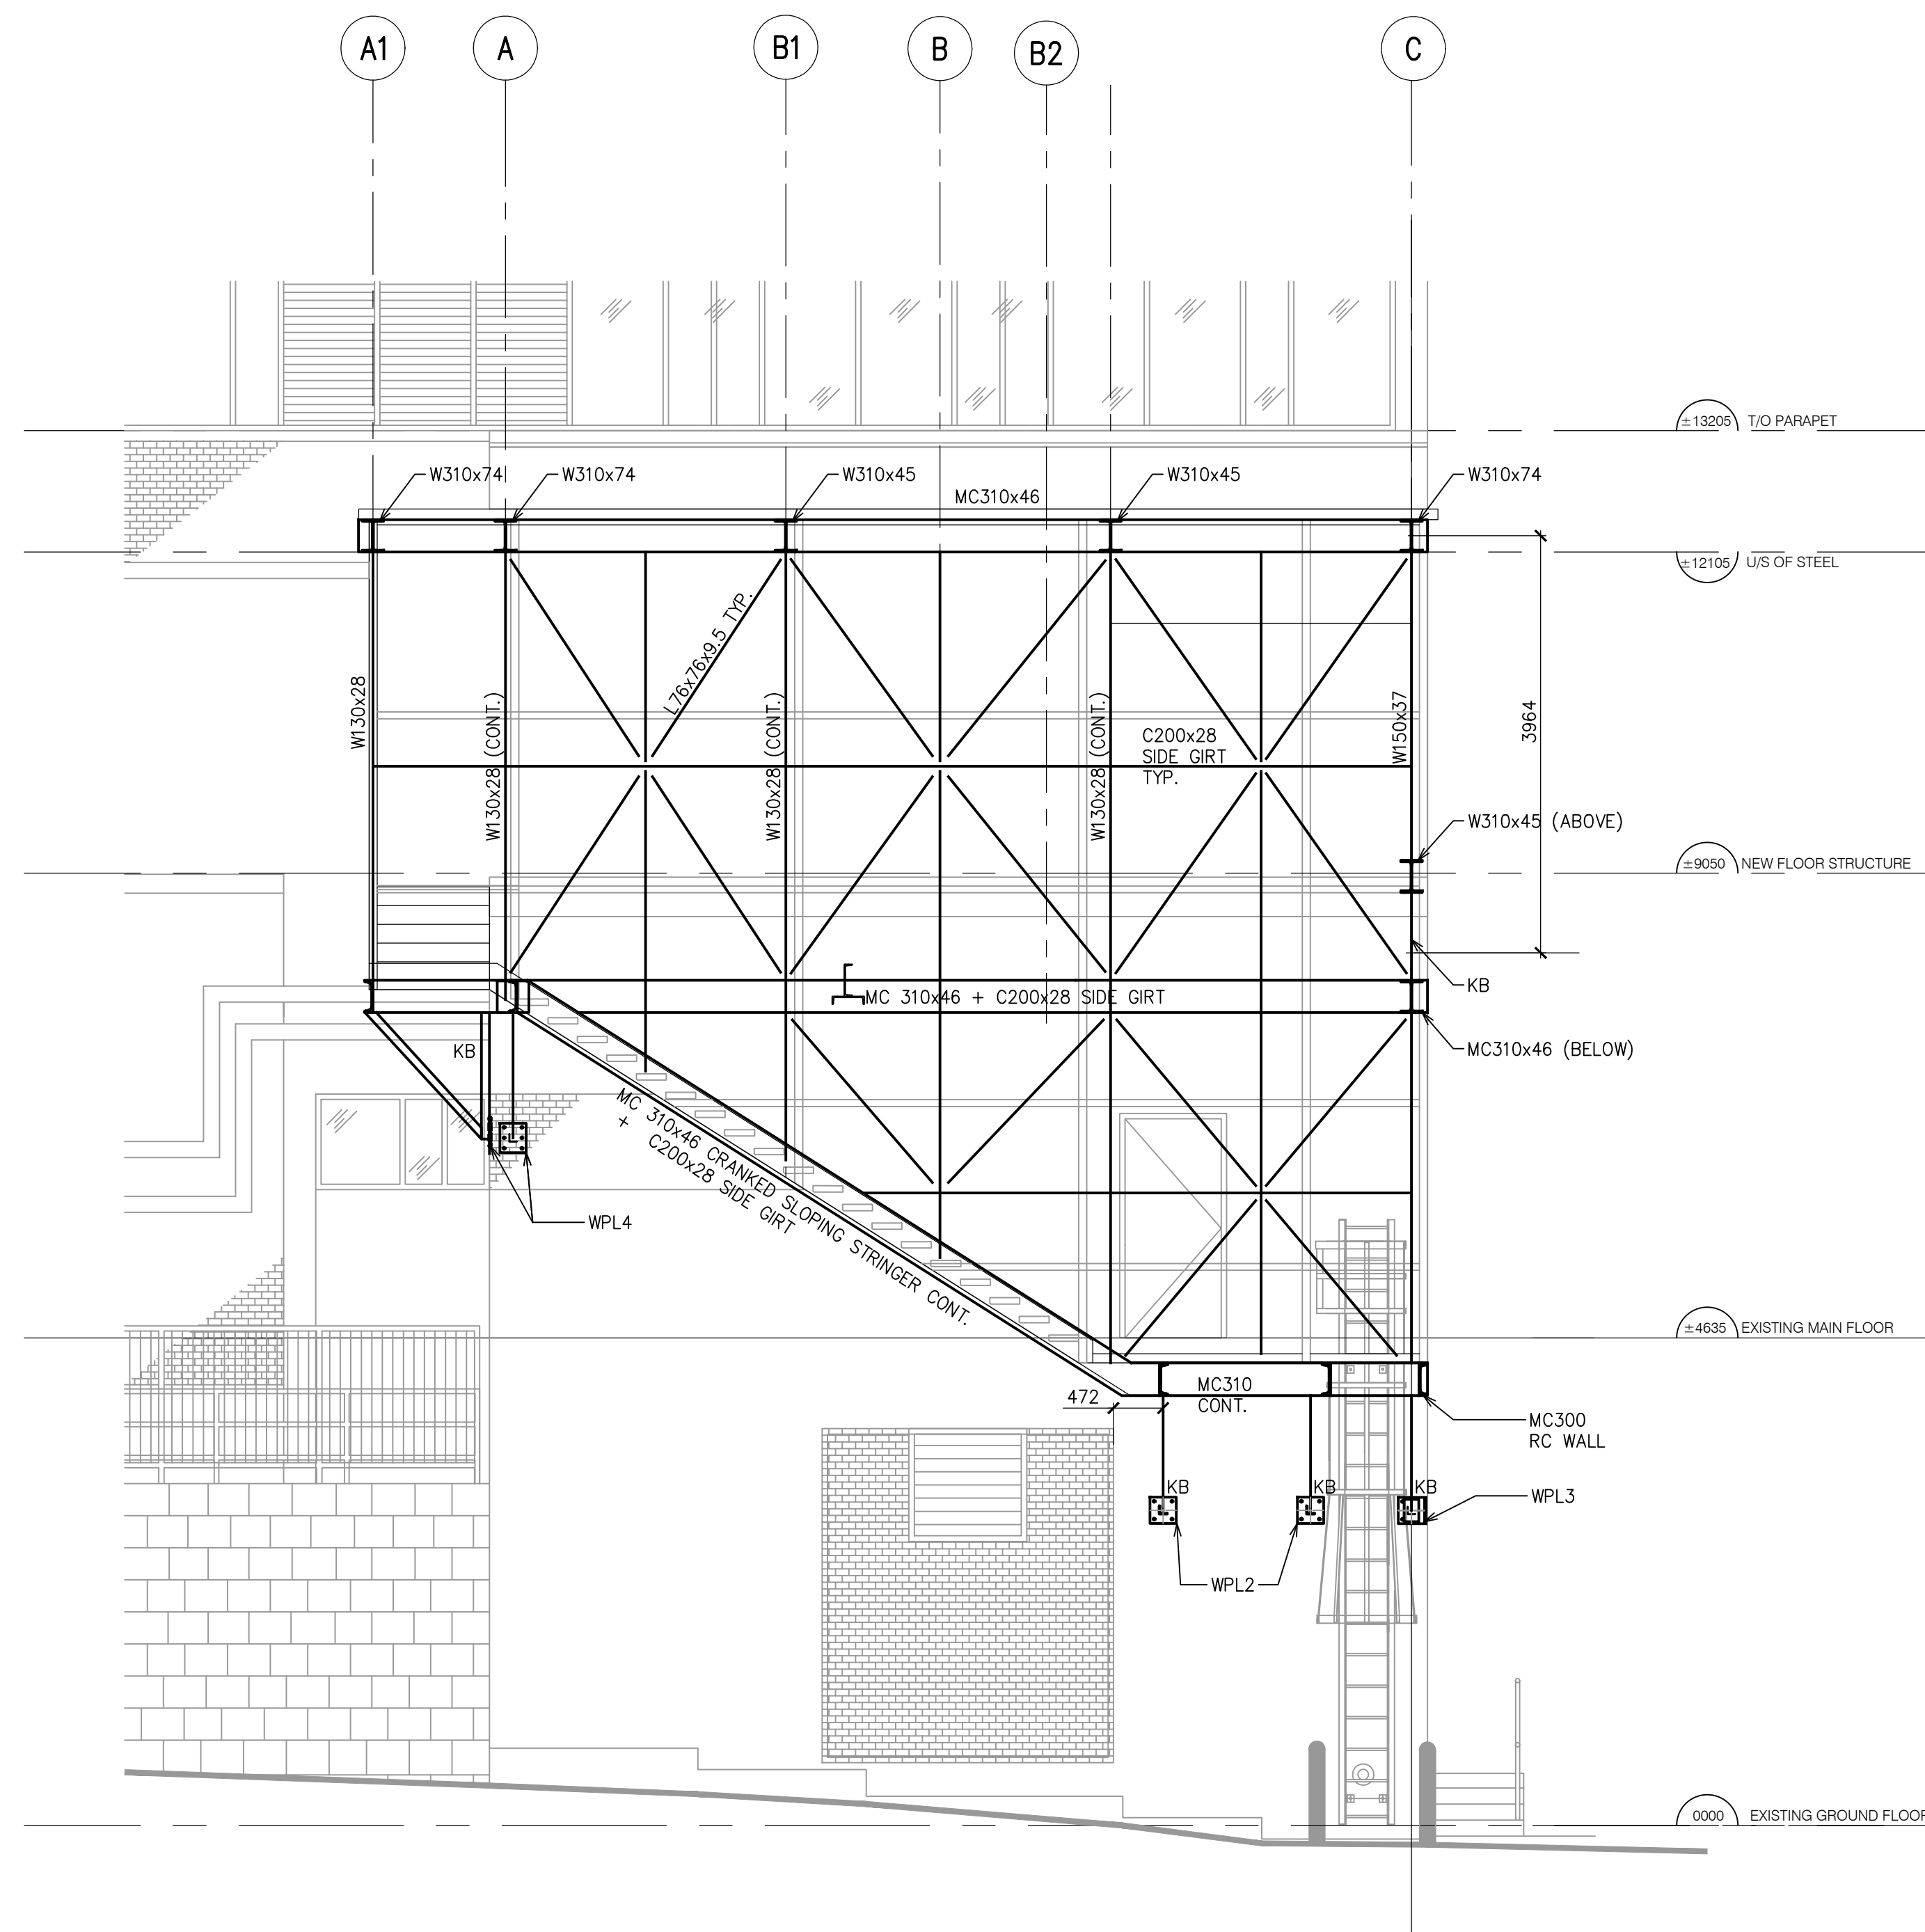 A1
A
B1
B
B2
C
±13205 T/O PARAPET
W310x74
W310x74
W310x45
W310x45
W310x74
MC310x46
±12105 U/S OF STEEL
L76x76x9.5 TYP.
W130x28
W130x28 (CONT.)
W130x28 (CONT.)
W130x28 (CONT.)
C200x28
SIDE GIRT
TYP.
W150x37
3964
W310x45 (ABOVE)
±9050 NEW FLOOR STRUCTURE
KB
MC 310x46 + C200x28 SIDE GIRT
KB
MC310x46 (BELOW)
MC 310x46 CRANKED SLOPING STRINGER CONT.
+ C200x28 SIDE GIRT
WPL4
±4635 EXISTING MAIN FLOOR
472
MC310
CONT.
MC300
RC WALL
KB
KB
KB
WPL3
WPL2
0000 EXISTING GROUND FLOOR